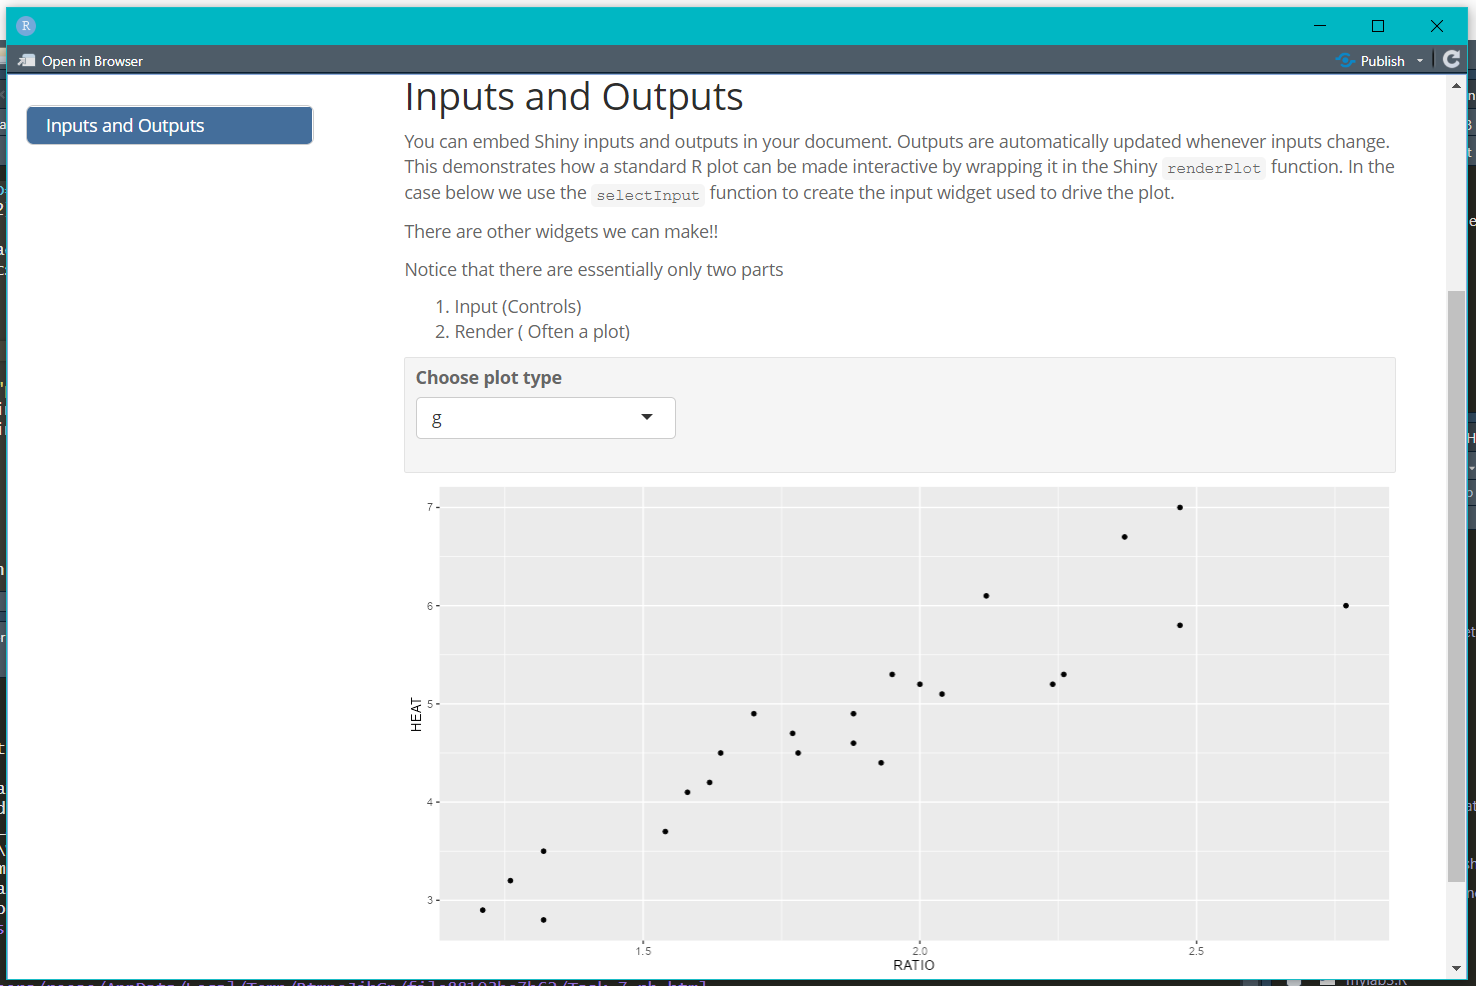 R
Open in Browser
Publish
Inputs and Outputs
Inputs and Outputs
You can embed Shiny inputs and outputs in your document. Outputs are automatically updated whenever inputs change.
This demonstrates how a standard R plot can be made interactive by wrapping it in the Shiny renderPlot function. In the
case below we use the selectInput function to create the input widget used to drive the plot.
There are other widgets we can make!!
Notice that there are essentially only two parts
1. Input (Controls)
2. Render ( Often a plot)
Choose plot type
g
7
6
5
4
3
HEAT
1.5
2.0
2.5
RATIO